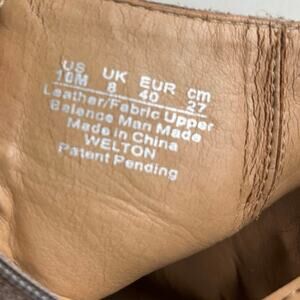 US UK EUR cm
10M 8 40 27
Leather/Fabric Upper
Balance Man Made
Made in China
WELTON
Patent Pending